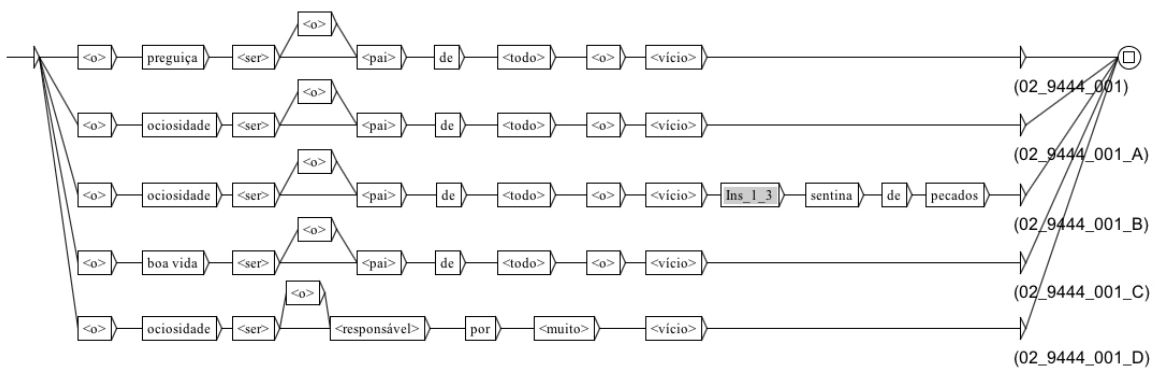 <o>
<o> preguiça <ser> <pai> de <todo> <o> <vício>
(02_9444_001)
<o>
<o> ociosidade <ser> <pai> de <todo> <o> <vício>
(02_9444_001_A)
<o>
<o> ociosidade <ser> <pai> de <todo> <o> <vício> Ins_1_3 sentina de pecados
(02_9444_001_B)
<o>
<o> boa vida <ser> <pai> de <todo> <o> <vício>
(02_9444_001_C)
<o>
<o> ociosidade <ser> <responsável> por <muito> <vício>
(02_9444_001_D)